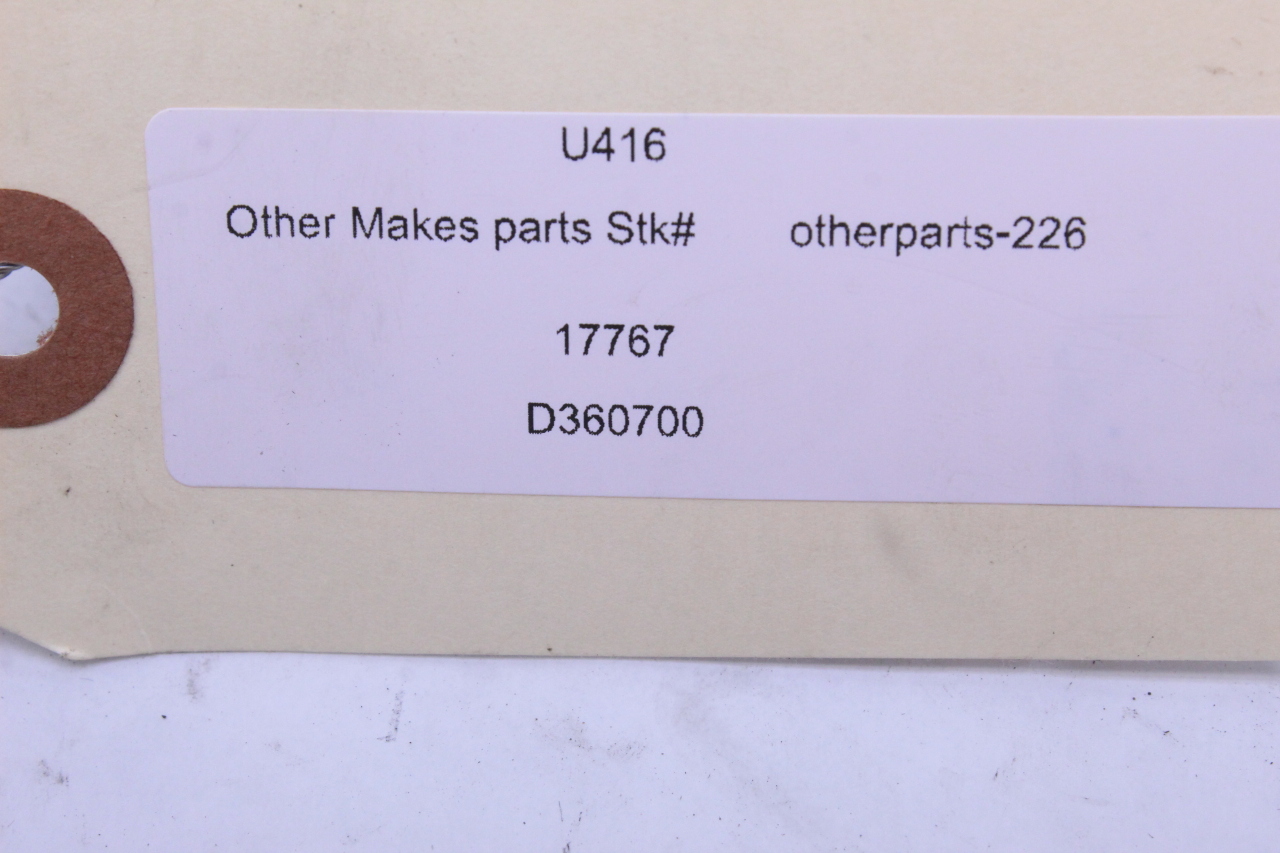 U416
Other Makes parts Stk# otherparts-226
17767
D360700